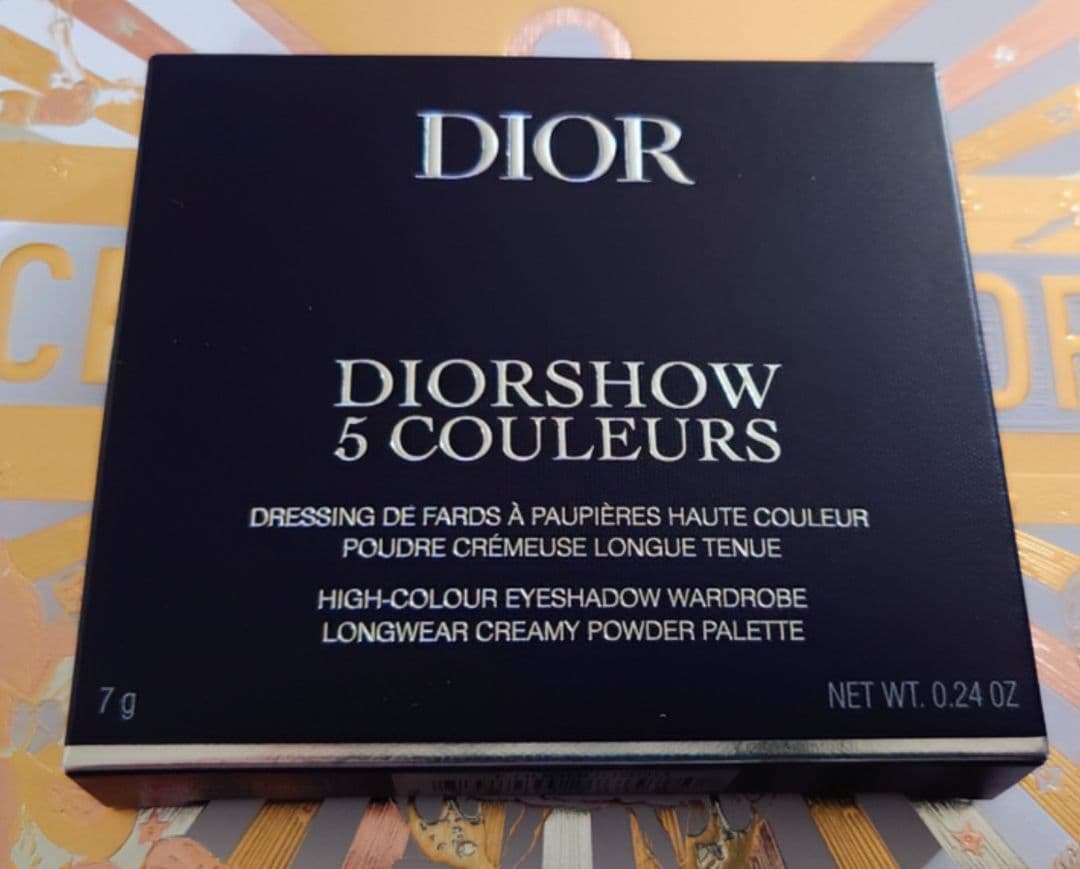 DIOR
DIORSHOW
5 COULEURS
DRESSING DE FARDS À PAUPIÈRES HAUTE COULEUR
POUDRE CRÉMEUSE LONGUE TENUE
HIGH-COLOUR EYESHADOW WARDROBE
LONGWEAR CREAMY POWDER PALETTE
7 g
NET WT. 0.24 OZ